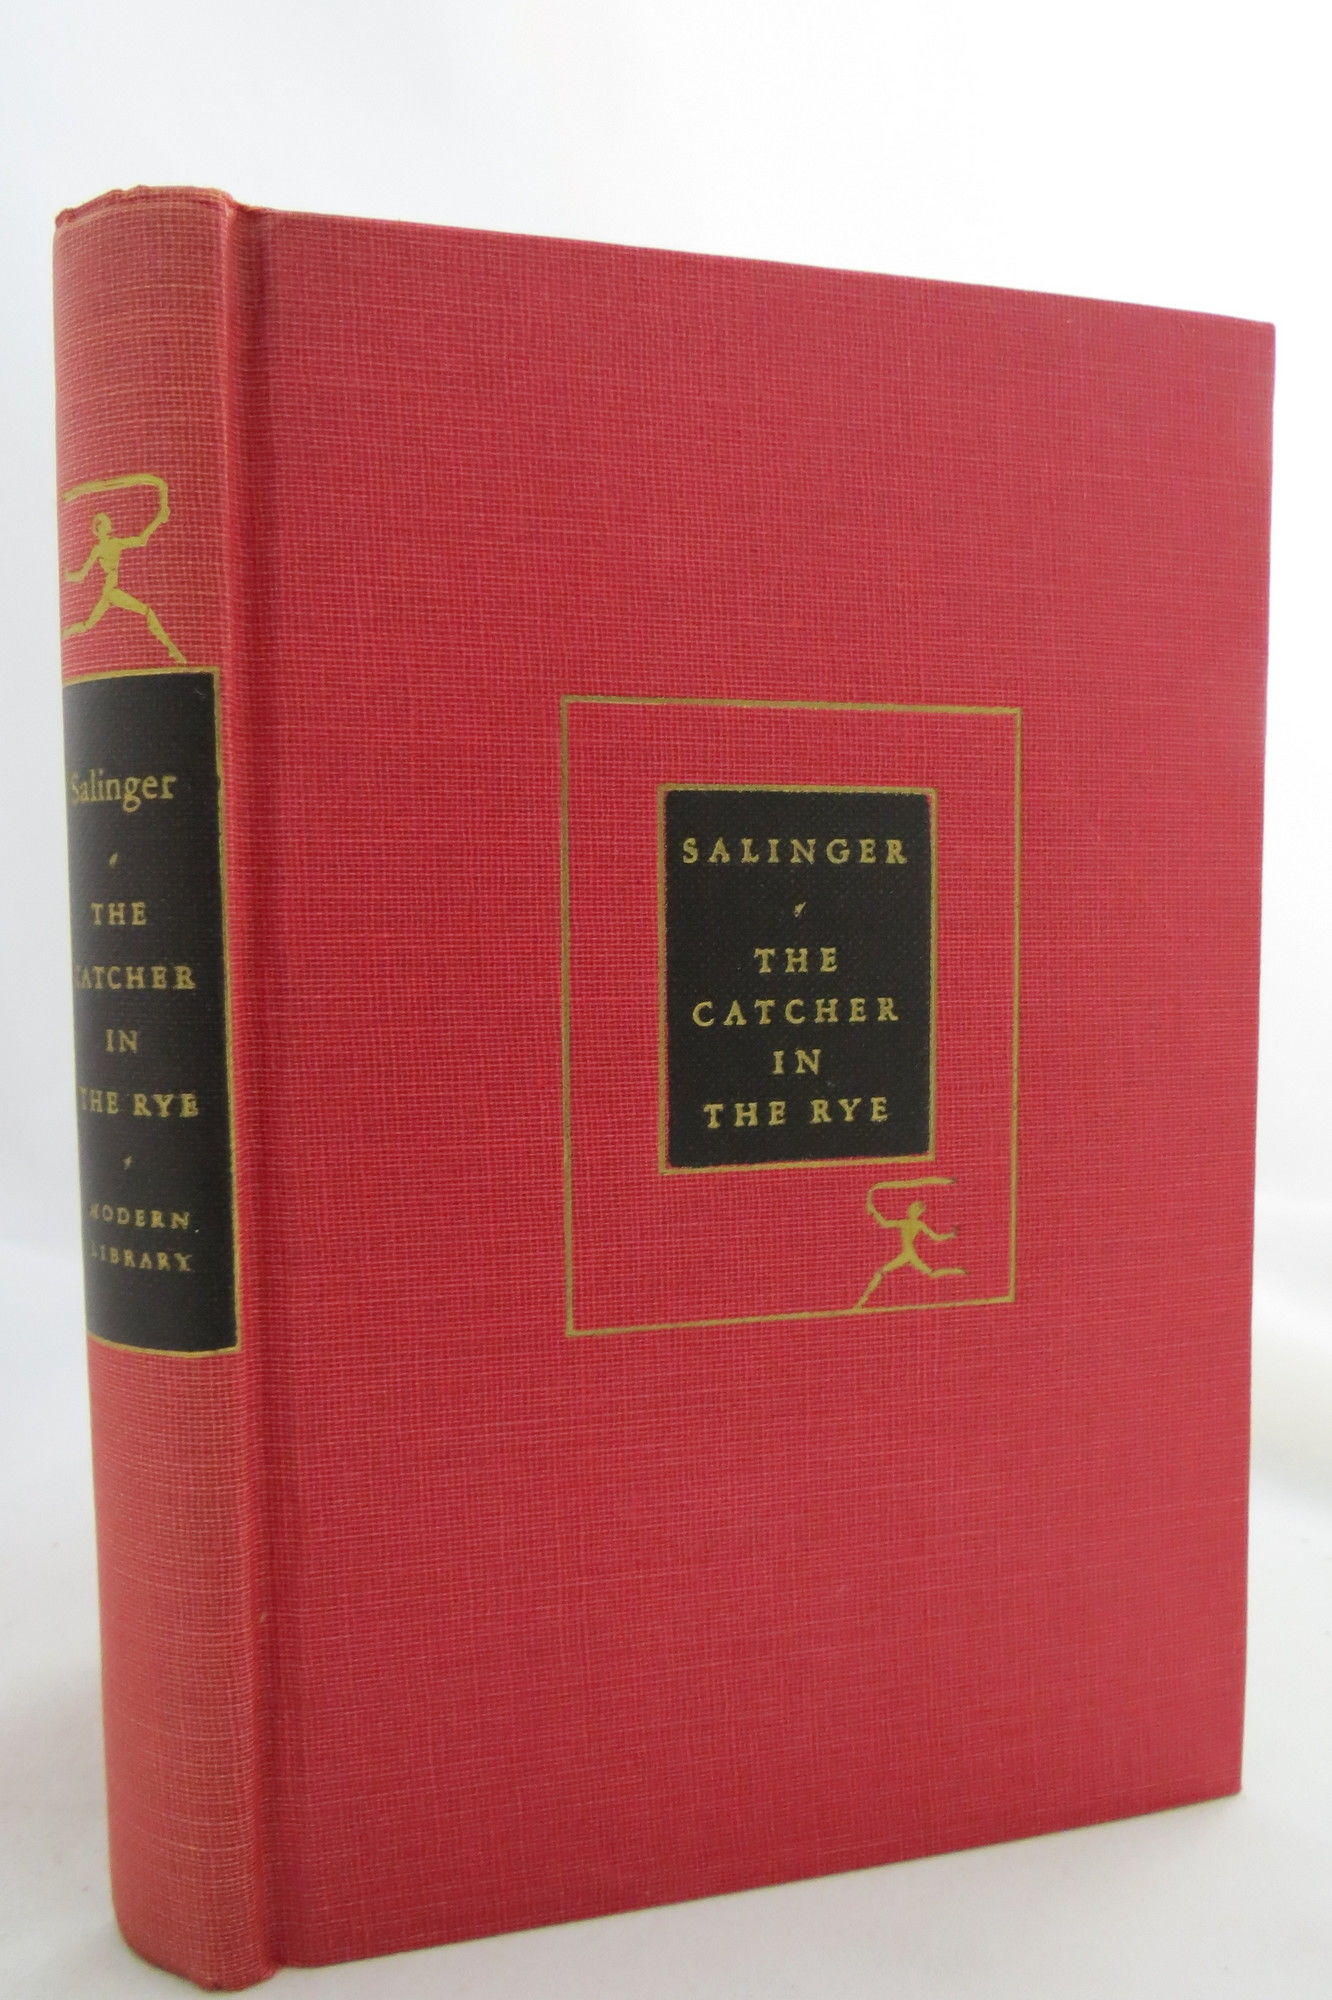 Salinger
THE
CATCHER
IN
THE RYE
MODERN
LIBRARY
SALINGER
THE
CATCHER
IN
THE RYE